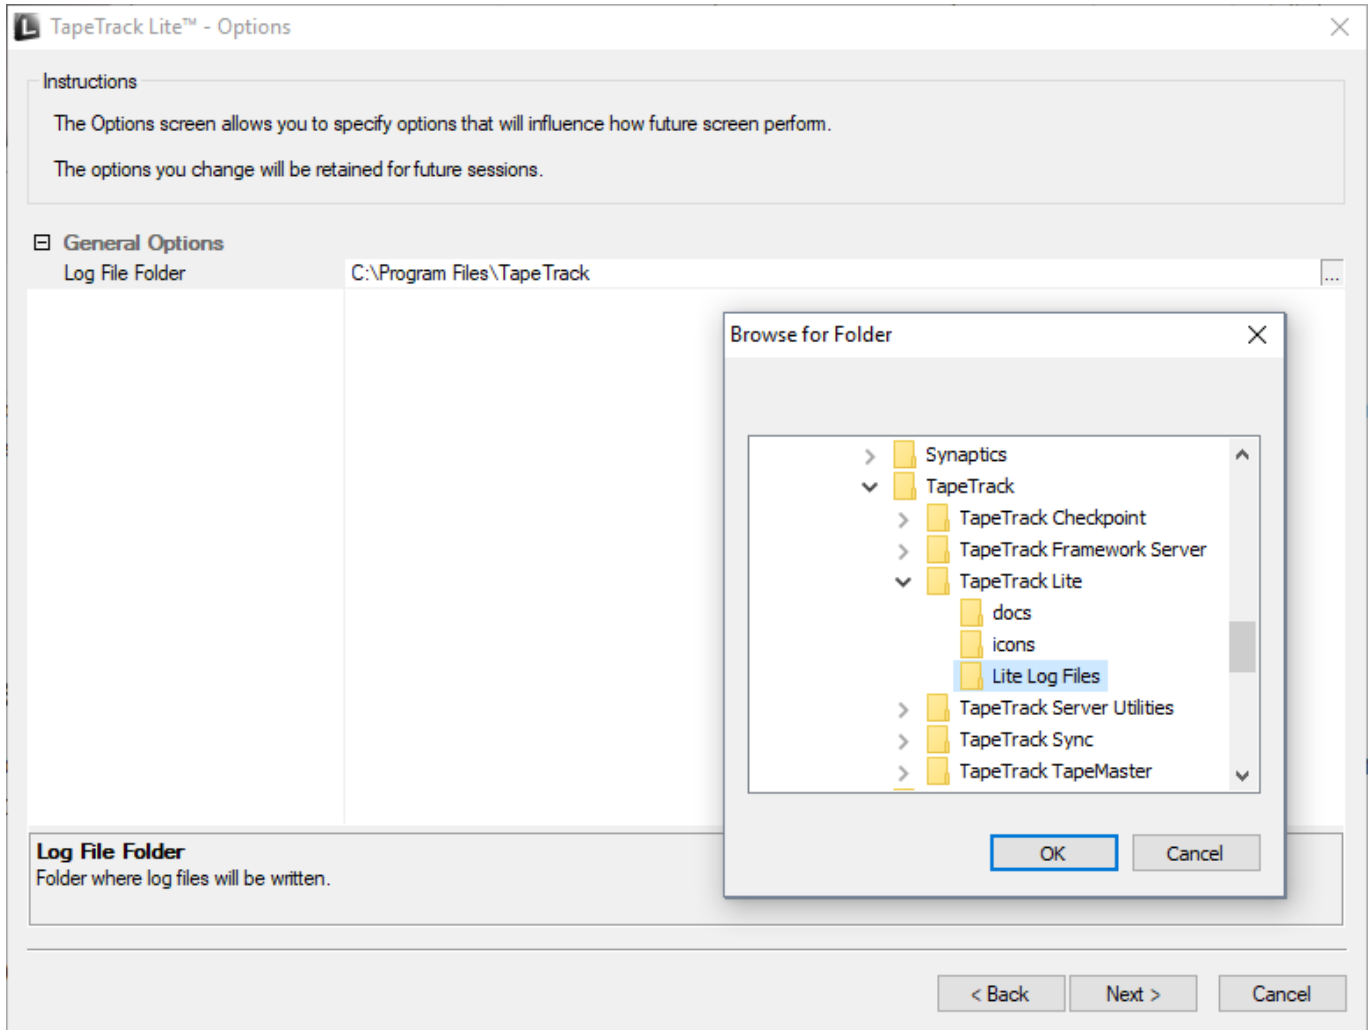 TapeTrack Lite™ - Options
Instructions
The Options screen allows you to specify options that will influence how future screen perform.
The options you change will be retained for future sessions.
General Options
Log File Folder
C:\Program Files\TapeTrack
...
Browse for Folder
Synaptics
TapeTrack
TapeTrack Checkpoint
TapeTrack Framework Server
TapeTrack Lite
docs
icons
Lite Log Files
TapeTrack Server Utilities
TapeTrack Sync
TapeTrack TapeMaster
OK
Cancel
Log File Folder
Folder where log files will be written.
< Back
Next >
Cancel